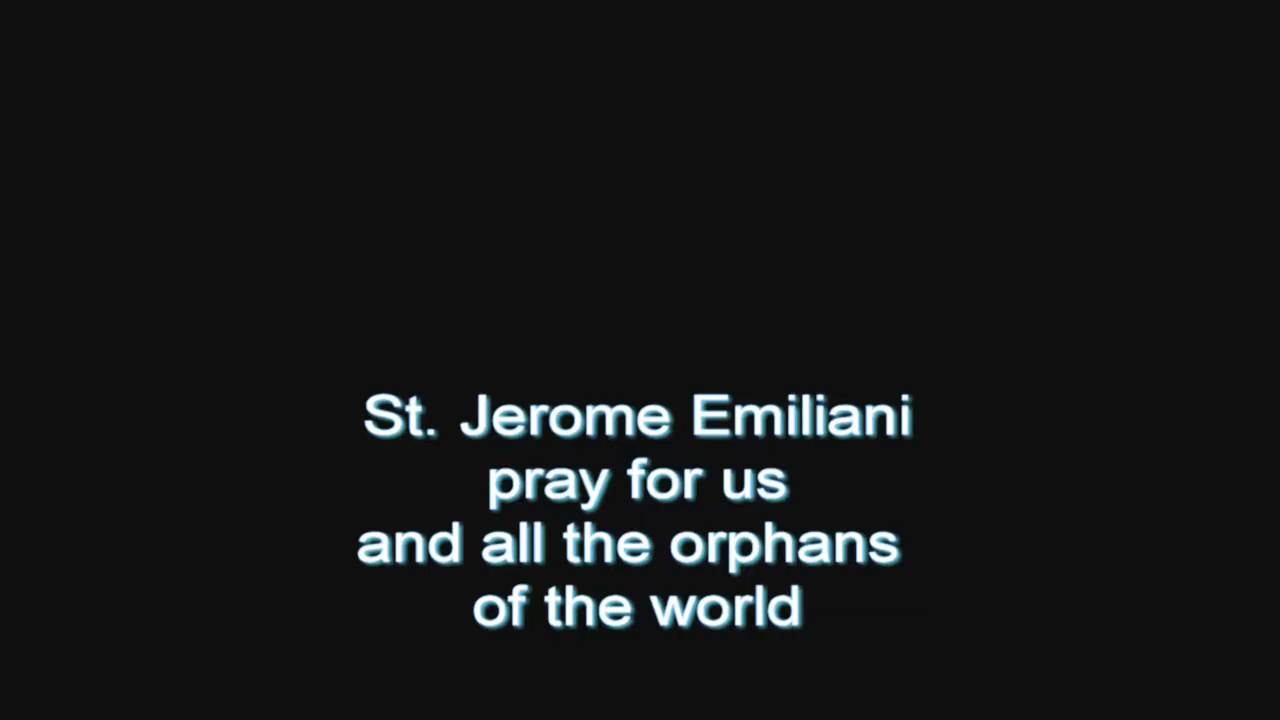 St. Jerome Emiliani
pray for us
and all the orphans
of the world